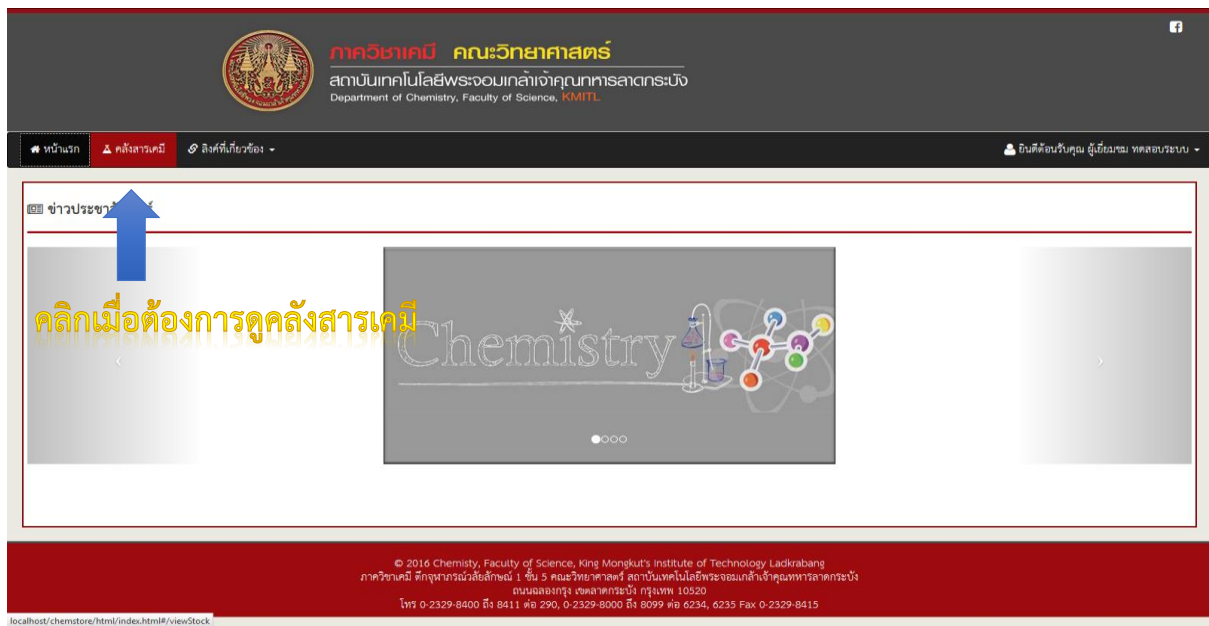 ภาควิชาเคมี คณะวิทยาศาสตร์
สถาบันเทคโนโลยีพระจอมเกล้าเจ้าคุณทหารลาดกระบัง
Department of Chemistry, Faculty of Science, KMITL
หน้าแรก คลังสารเคมี ลิงค์ที่เกี่ยวข้อง ยินดีต้อนรับคุณ ผู้เยี่ยมชม ทดสอบระบบ
คลิกเมื่อต้องการดูคลังสารเคมี
Chemistry
© 2016 Chemisty, Faculty of Science, King Mongkut's Institute of Technology Ladkrabang
ภาควิชาเคมี ตึกจุฬาภรณ์วลัยลักษณ์ 1 ชั้น 5 คณะวิทยาศาสตร์ สถาบันเทคโนโลยีพระจอมเกล้าเจ้าคุณทหารลาดกระบัง
ถนนฉลองกรุง เขตลาดกระบัง กรุงเทพ 10520
โทร 0-2329-8400 ถึง 8411 ต่อ 290, 0-2329-8000 ถึง 8099 ต่อ 6234, 6235 Fax 0-2329-8415
localhost/chemstore/html/index.html#/viewStock